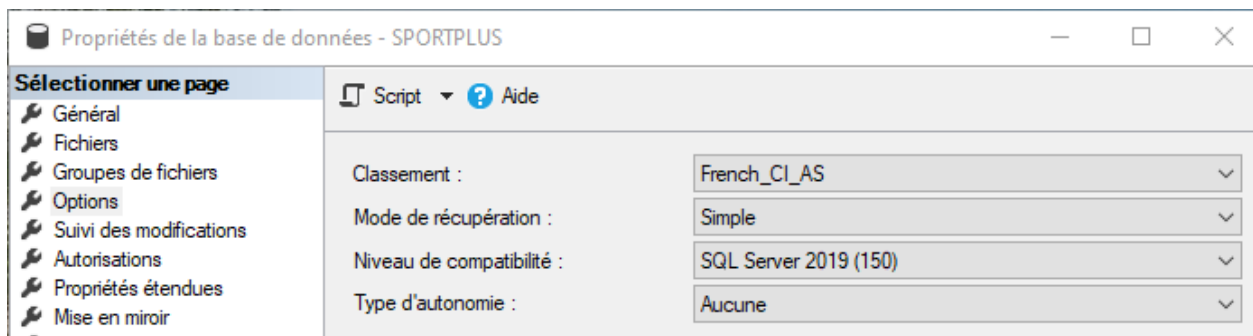 Propriétés de la base de données - SPORTPLUS
Sélectionner une page
Général
Fichiers
Groupes de fichiers
Options
Suivi des modifications
Autorisations
Propriétés étendues
Mise en miroir
Script
Aide
Classement :
French_CI_AS
Mode de récupération :
Simple
Niveau de compatibilité :
SQL Server 2019 (150)
Type d'autonomie :
Aucune